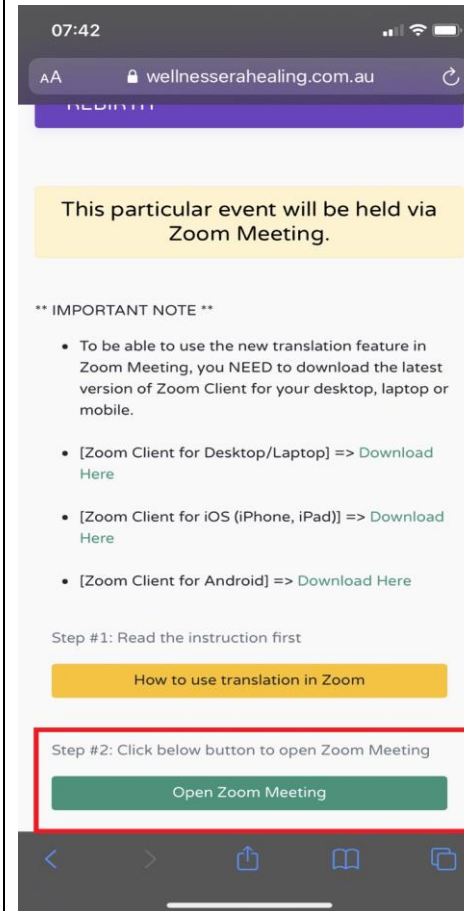 07:42
AA wellnesserahealing.com.au
REBIRTH
This particular event will be held via
Zoom Meeting.
** IMPORTANT NOTE **
• To be able to use the new translation feature in
Zoom Meeting, you NEED to download the latest
version of Zoom Client for your desktop, laptop or
mobile.
• [Zoom Client for Desktop/Laptop] => Download
Here
• [Zoom Client for iOS (iPhone, iPad)] => Download
Here
• [Zoom Client for Android] => Download Here
Step #1: Read the instruction first
How to use translation in Zoom
Step #2: Click below button to open Zoom Meeting
Open Zoom Meeting